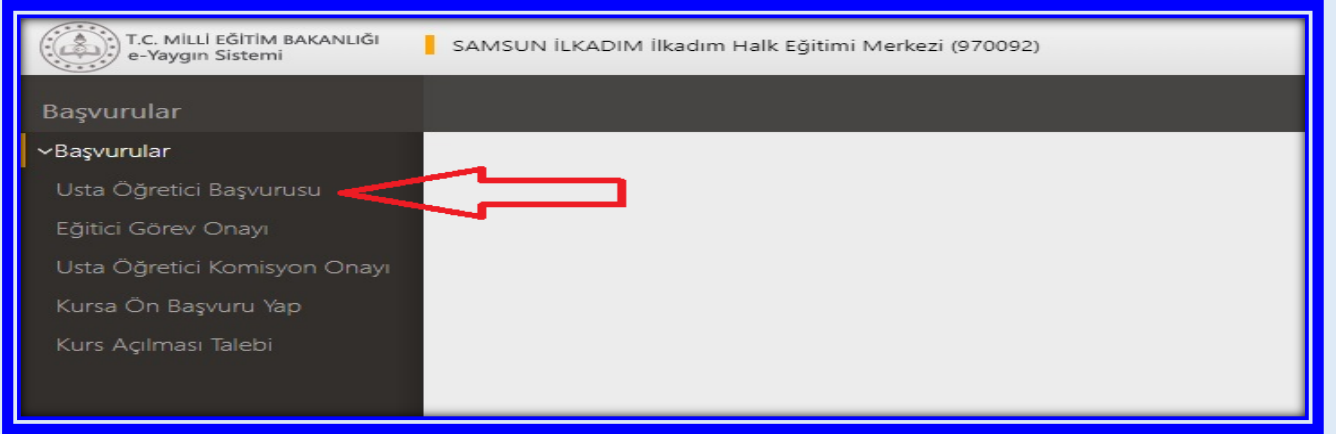 T.C. MİLLİ EĞİTİM BAKANLIĞI
e-Yaygın Sistemi
SAMSUN İLKADIM İlkadım Halk Eğitimi Merkezi (970092)
Başvurular
Başvurular
Usta Öğretici Başvurusu
Eğitici Görev Onayı
Usta Öğretici Komisyon Onayı
Kursa Ön Başvuru Yap
Kurs Açılması Talebi